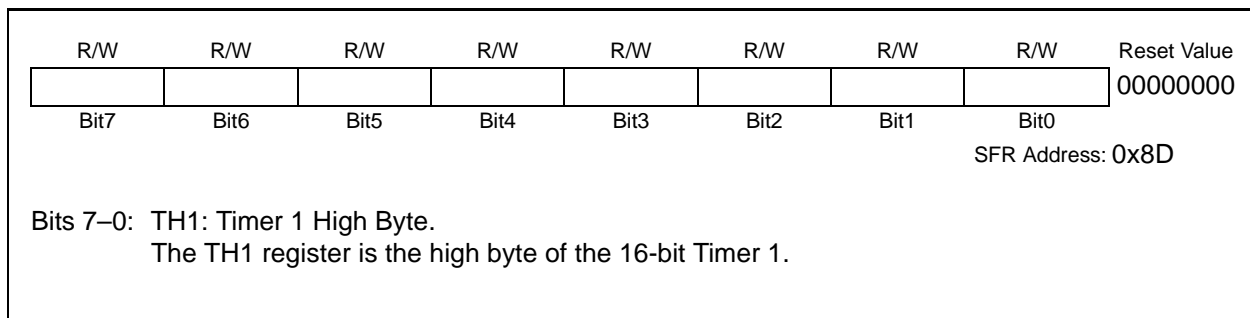 R/W R/W R/W R/W R/W R/W R/W R/W Reset Value
00000000
Bit7 Bit6 Bit5 Bit4 Bit3 Bit2 Bit1 Bit0
SFR Address: 0x8D
Bits 7–0: TH1: Timer 1 High Byte.
The TH1 register is the high byte of the 16-bit Timer 1.